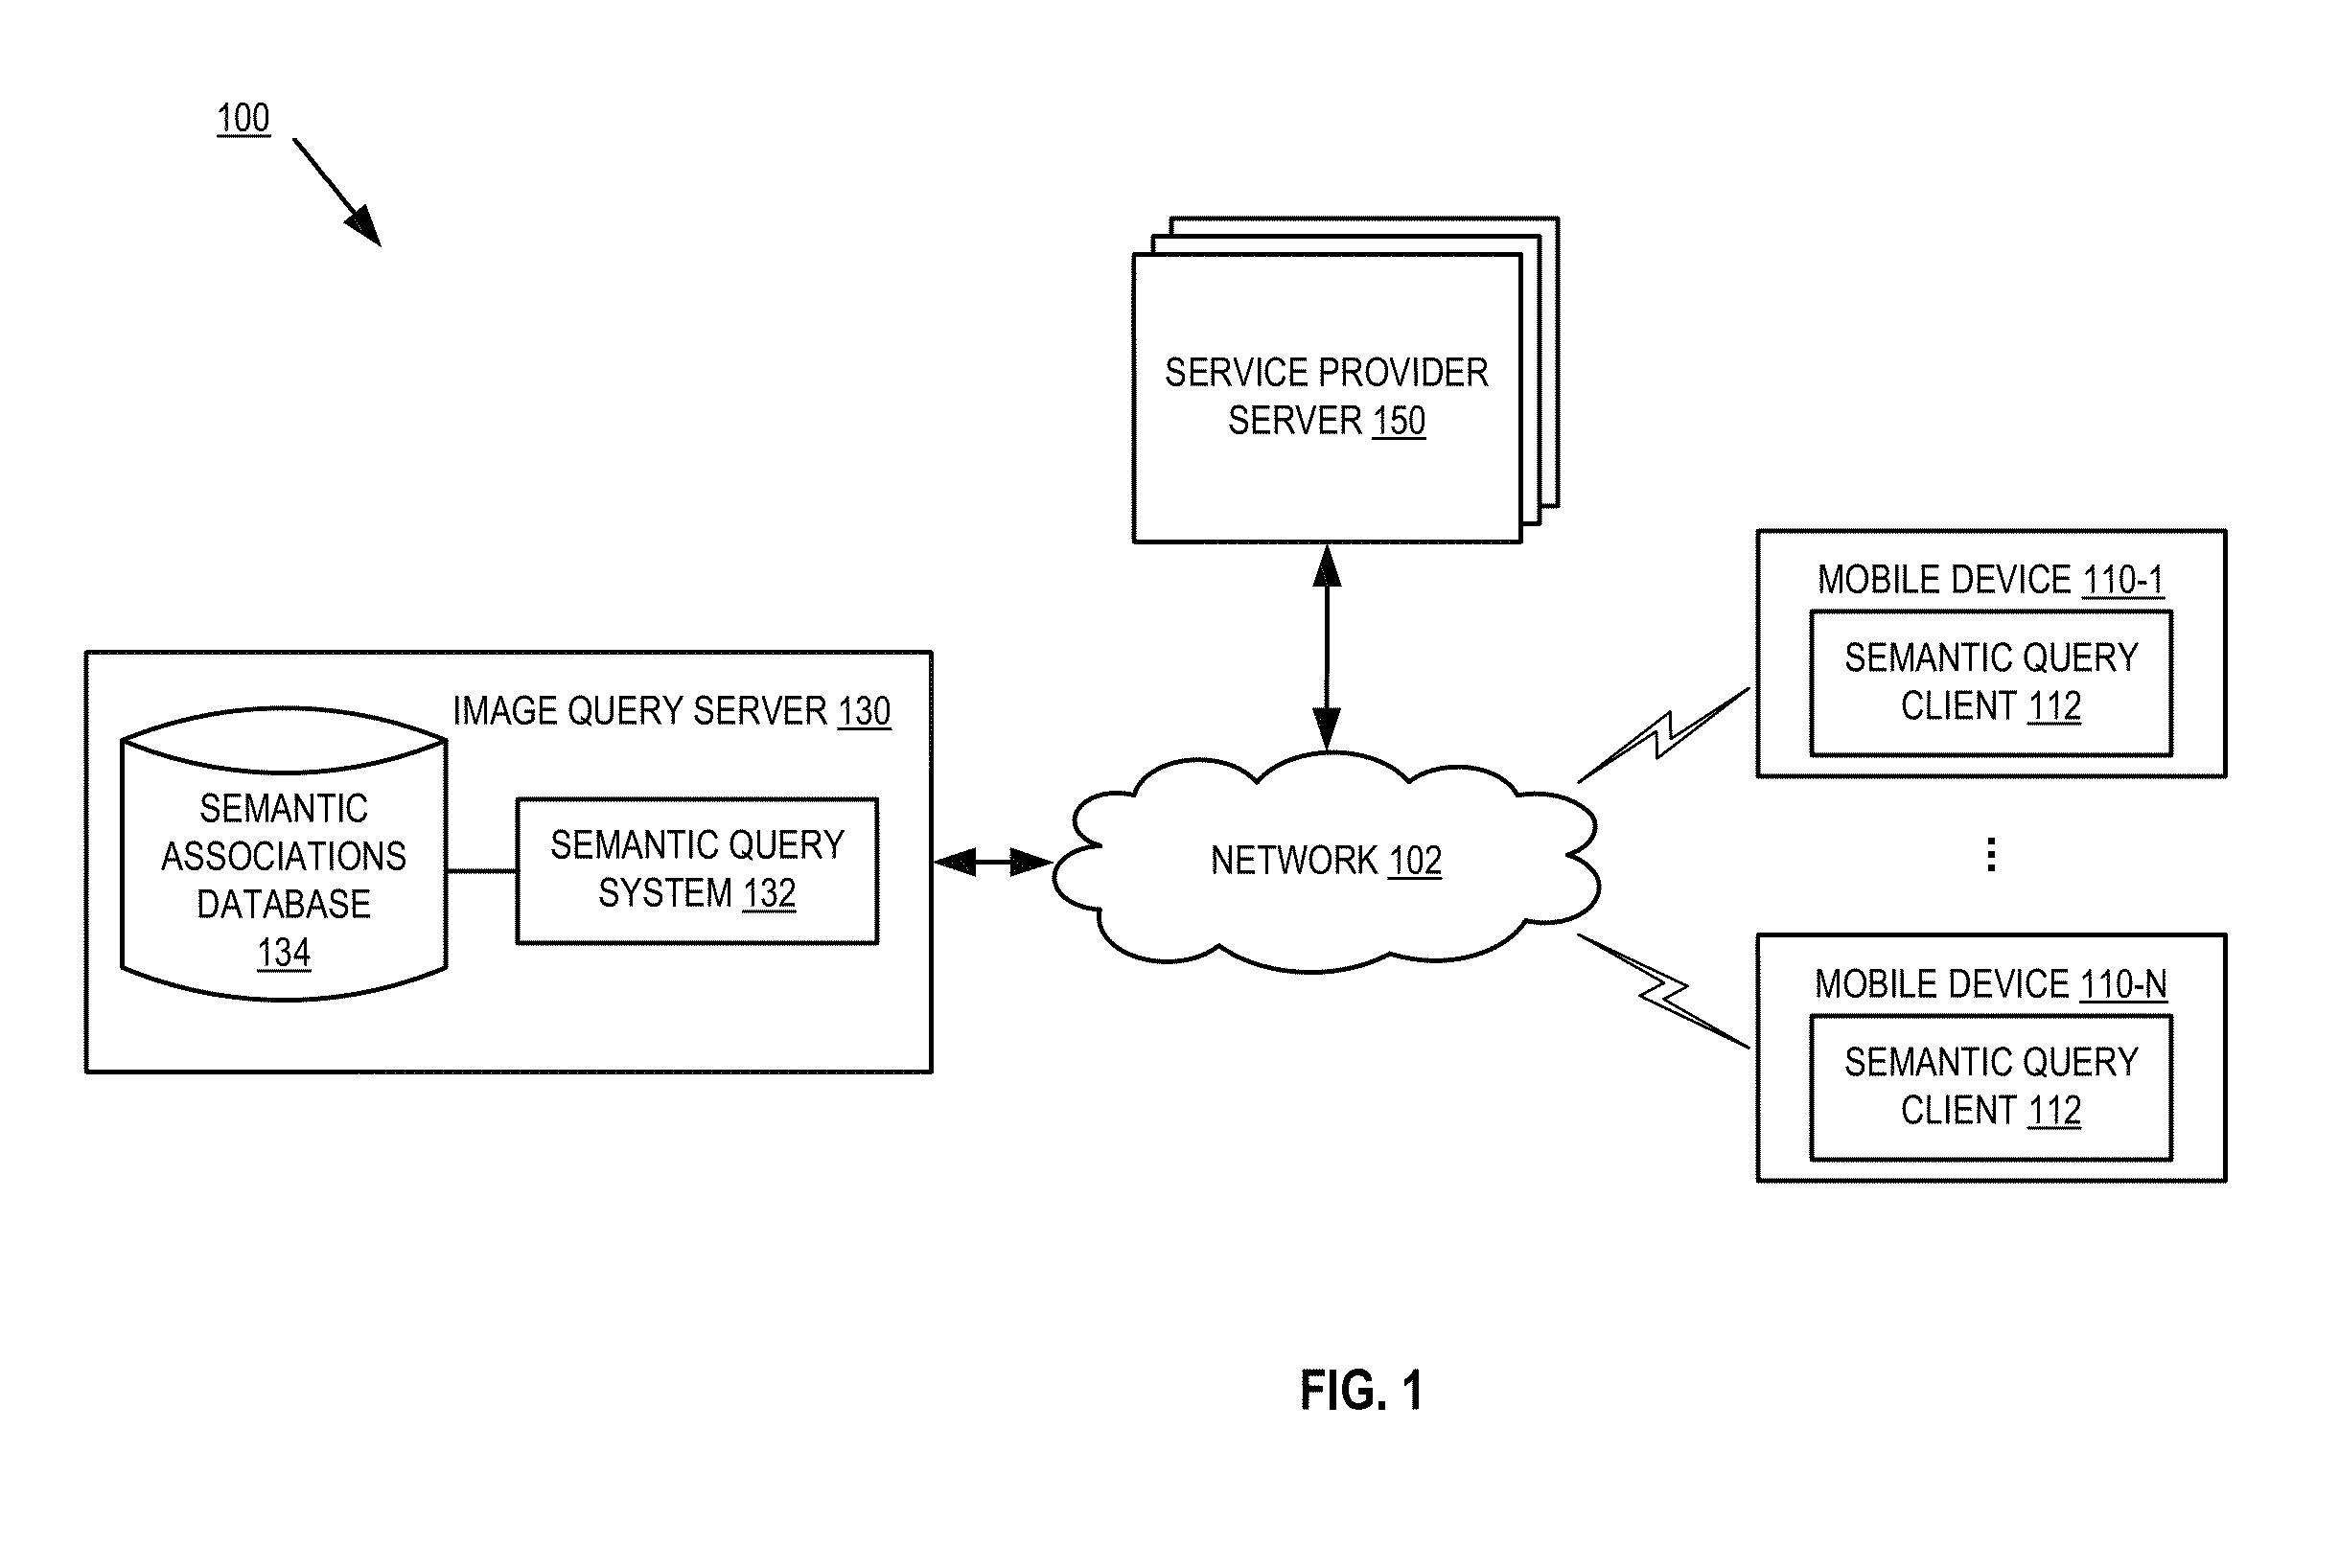 100
SERVICE PROVIDER
SERVER 150
MOBILE DEVICE 110-1
SEMANTIC QUERY
CLIENT 112
IMAGE QUERY SERVER 130
SEMANTIC
ASSOCIATIONS
DATABASE
134
SEMANTIC QUERY
SYSTEM 132
NETWORK 102
...
MOBILE DEVICE 110-N
SEMANTIC QUERY
CLIENT 112
FIG. 1